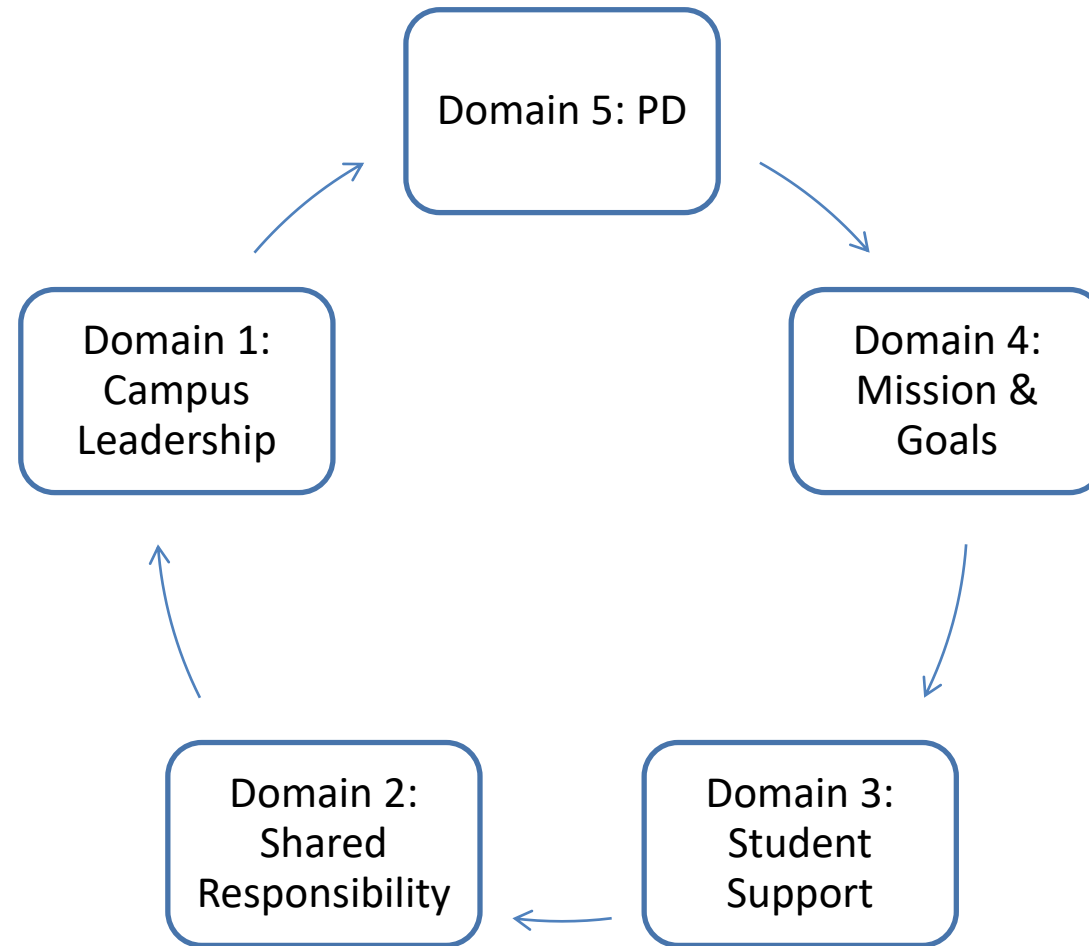 Domain 5: PD
Domain 1:
Campus
Leadership
Domain 4:
Mission &
Goals
Domain 2:
Shared
Responsibility
Domain 3:
Student
Support